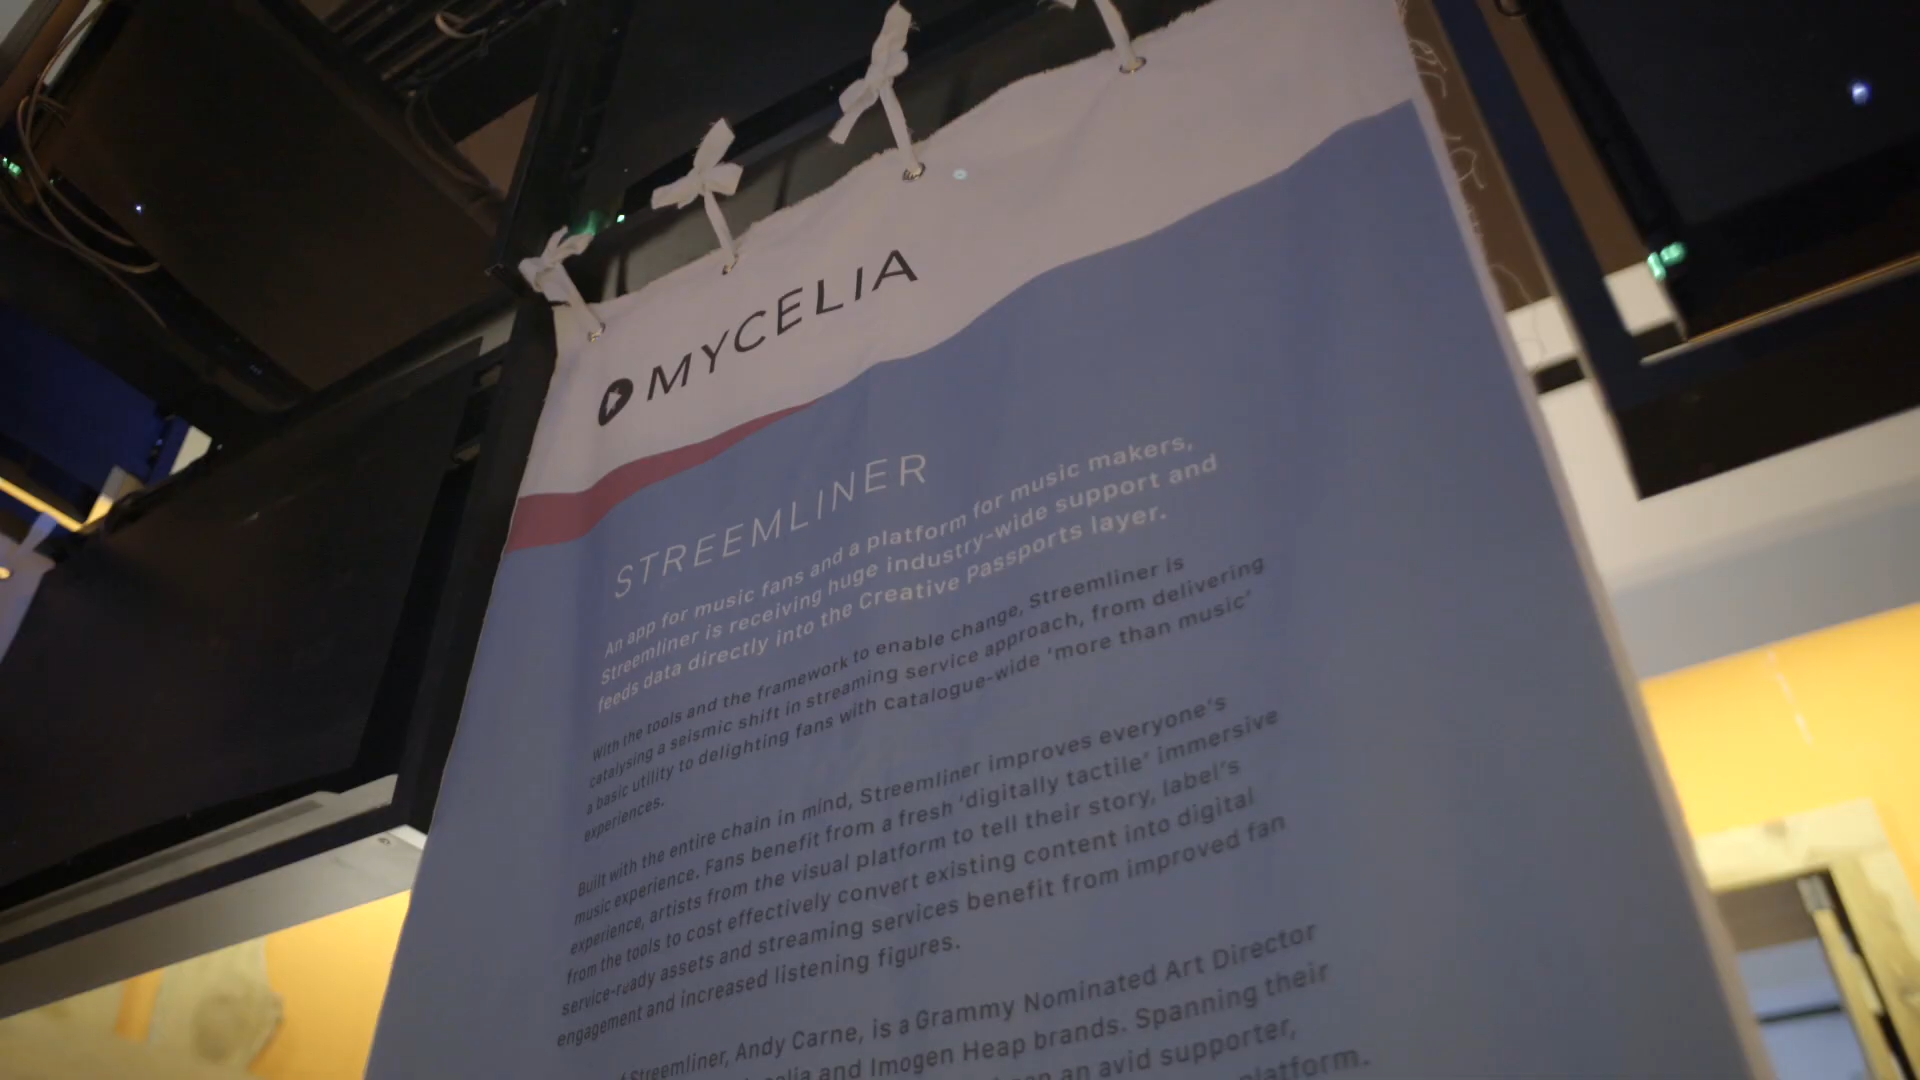 MYCELIA
STREEMLINER
An app for music fans and a platform for music makers,
Streemliner is receiving huge industry-wide support and
feeds data directly into the Creative Passports layer.
With the tools and the framework to enable change, Streemliner is
catalysing a seismic shift in streaming service approach, from delivering
a basic utility to delighting fans with catalogue-wide 'more than music'
experiences.
Built with the entire chain in mind, Streemliner improves everyone's
music experience. Fans benefit from a fresh 'digitally tactile' immersive
experience, artists from the visual platform to tell their story, label's
from the tools to cost effectively convert existing content into digital
service-ready assets and streaming services benefit from improved fan
engagement and increased listening figures.
Streemliner, Andy Carne, is a Grammy Nominated Art Director
and Imogen Heap brands. Spanning their
an avid supporter,
platform.